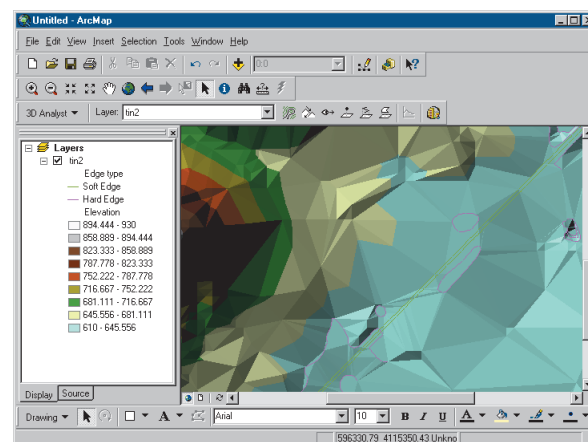 Untitled - ArcMap
File Edit View Insert Selection Tools Window Help
0:0
3D Analyst Layer: tin2
Layers
tin2
Edge type
Soft Edge
Hard Edge
Elevation
894.444 - 930
858.889 - 894.444
823.333 - 858.889
787.778 - 823.333
752.222 - 787.778
716.667 - 752.222
681.111 - 716.667
645.556 - 681.111
610 - 645.556
Display Source
Drawing A Arial 10 B I U A
596330.79 4115350.43 Unkno